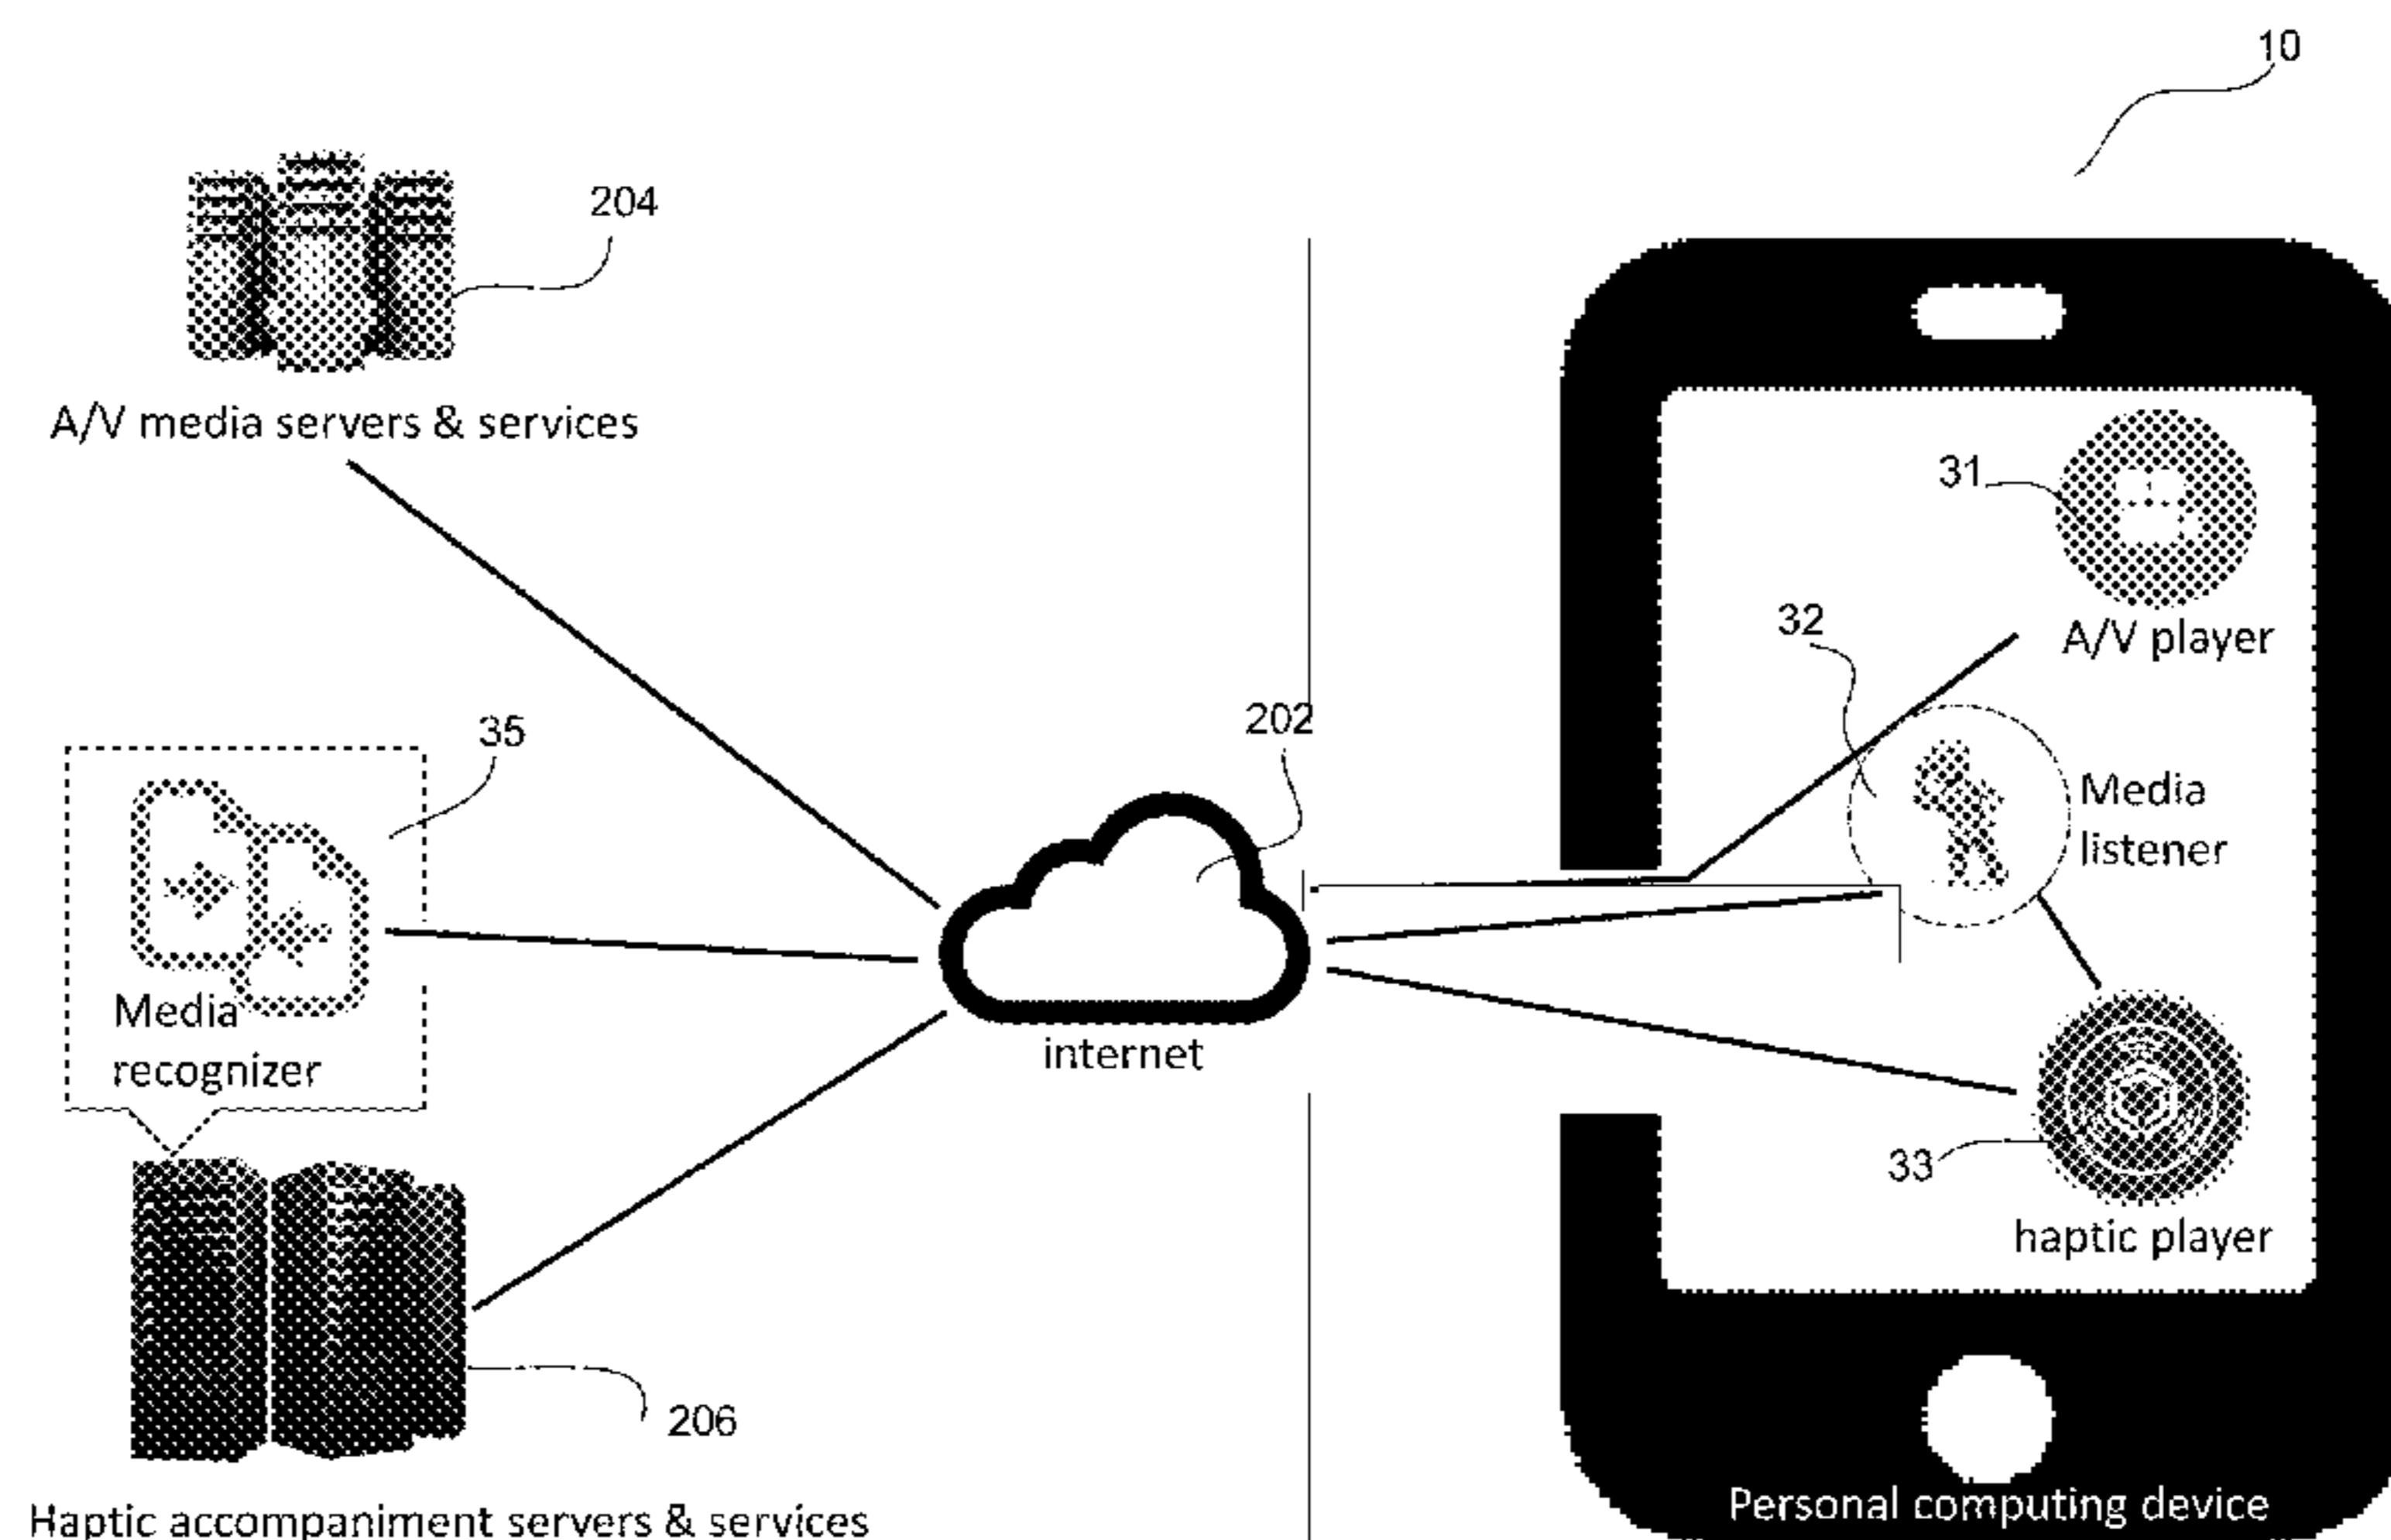 10
204
A/V media servers & services
31
A/V player
32
35
202
Media
listener
Media
recognizer
internet
33
haptic player
206
Personal computing device
Haptic accompaniment servers & services